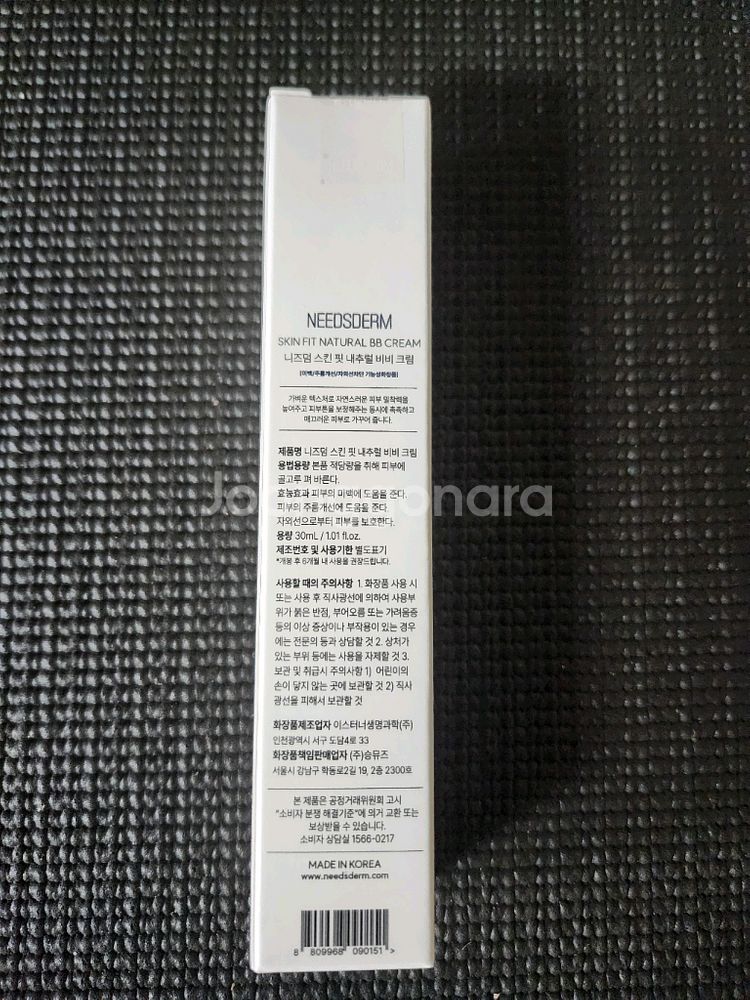 NEEDSDERM
SKIN FIT NATURAL BB CREAM
니즈덤 스킨 핏 내추럴 비비 크림
[미백/주름개선/자외선차단 기능성화장품]
가벼운 텍스처로 자연스러운 피부 밀착력을
높여주고 피부톤을 보정해주는 동시에 촉촉하고
매끄러운 피부로 가꾸어 줍니다.
제품명 니즈덤 스킨 핏 내추럴 비비 크림
용법용량 본품 적당량을 취해 피부에
골고루 펴 바른다.
효능효과 피부의 미백에 도움을 준다.
피부의 주름개선에 도움을 준다.
자외선으로부터 피부를 보호한다.
용량 30mL / 1.01 fl.oz.
제조번호 및 사용기한 별도표기
*개봉 후 6개월 내 사용을 권장드립니다.
사용할 때의 주의사항 1. 화장품 사용 시
또는 사용 후 직사광선에 의하여 사용부
위가 붉은 반점, 부어오름 또는 가려움증
등의 이상 증상이나 부작용이 있는 경우
에는 전문의 등과 상담할 것 2. 상처가
있는 부위 등에는 사용을 자제할 것 3.
보관 및 취급시 주의사항 1) 어린이의
손이 닿지 않는 곳에 보관할 것 2) 직사
광선을 피해서 보관할 것
화장품제조업자 이스터너생명과학(주)
인천광역시 서구 도담4로 33
화장품책임판매업자 (주)승뮤즈
서울시 강남구 학동로2길 19, 2층 2300호
본 제품은 공정거래위원회 고시
"소비자 분쟁 해결기준"에 의거 교환 또는
보상받을 수 있습니다.
소비자 상담실 1566-0217
MADE IN KOREA
www.needsderm.com
8 809968 090151 >
Joonggonara